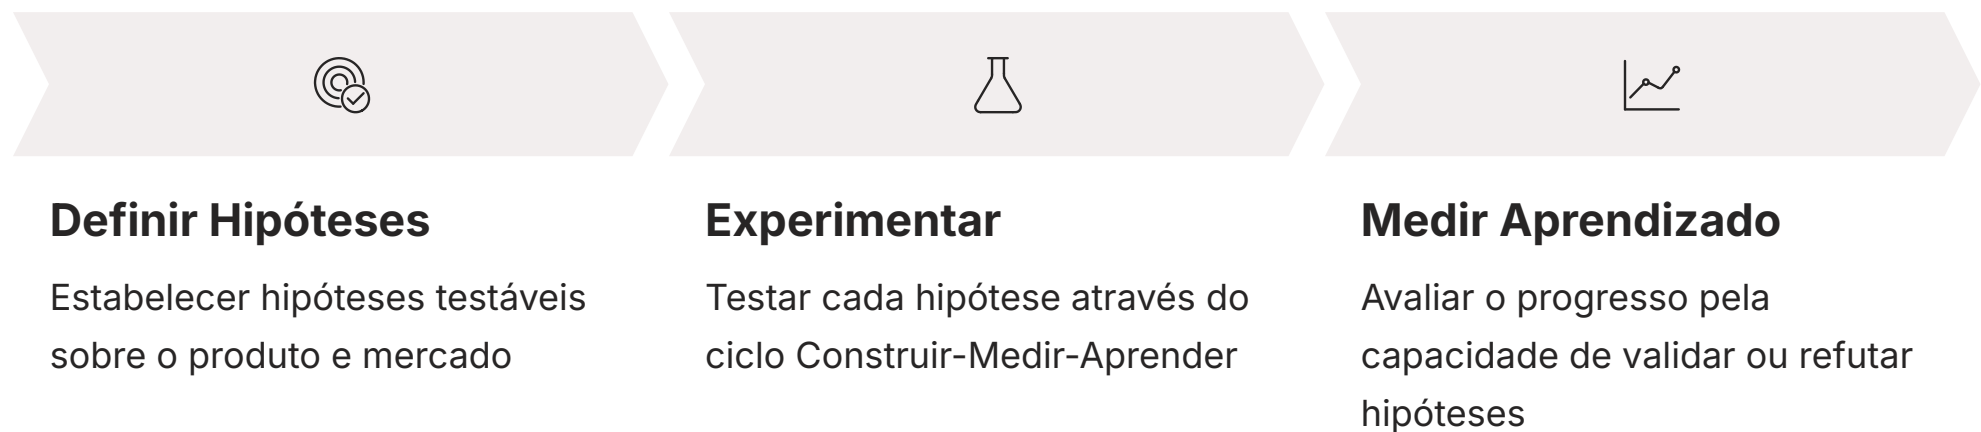 Definir Hipóteses
Estabelecer hipóteses testáveis
sobre o produto e mercado
Experimentar
Testar cada hipótese através do
ciclo Construir-Medir-Aprender
Medir Aprendizado
Avaliar o progresso pela
capacidade de validar ou refutar
hipóteses